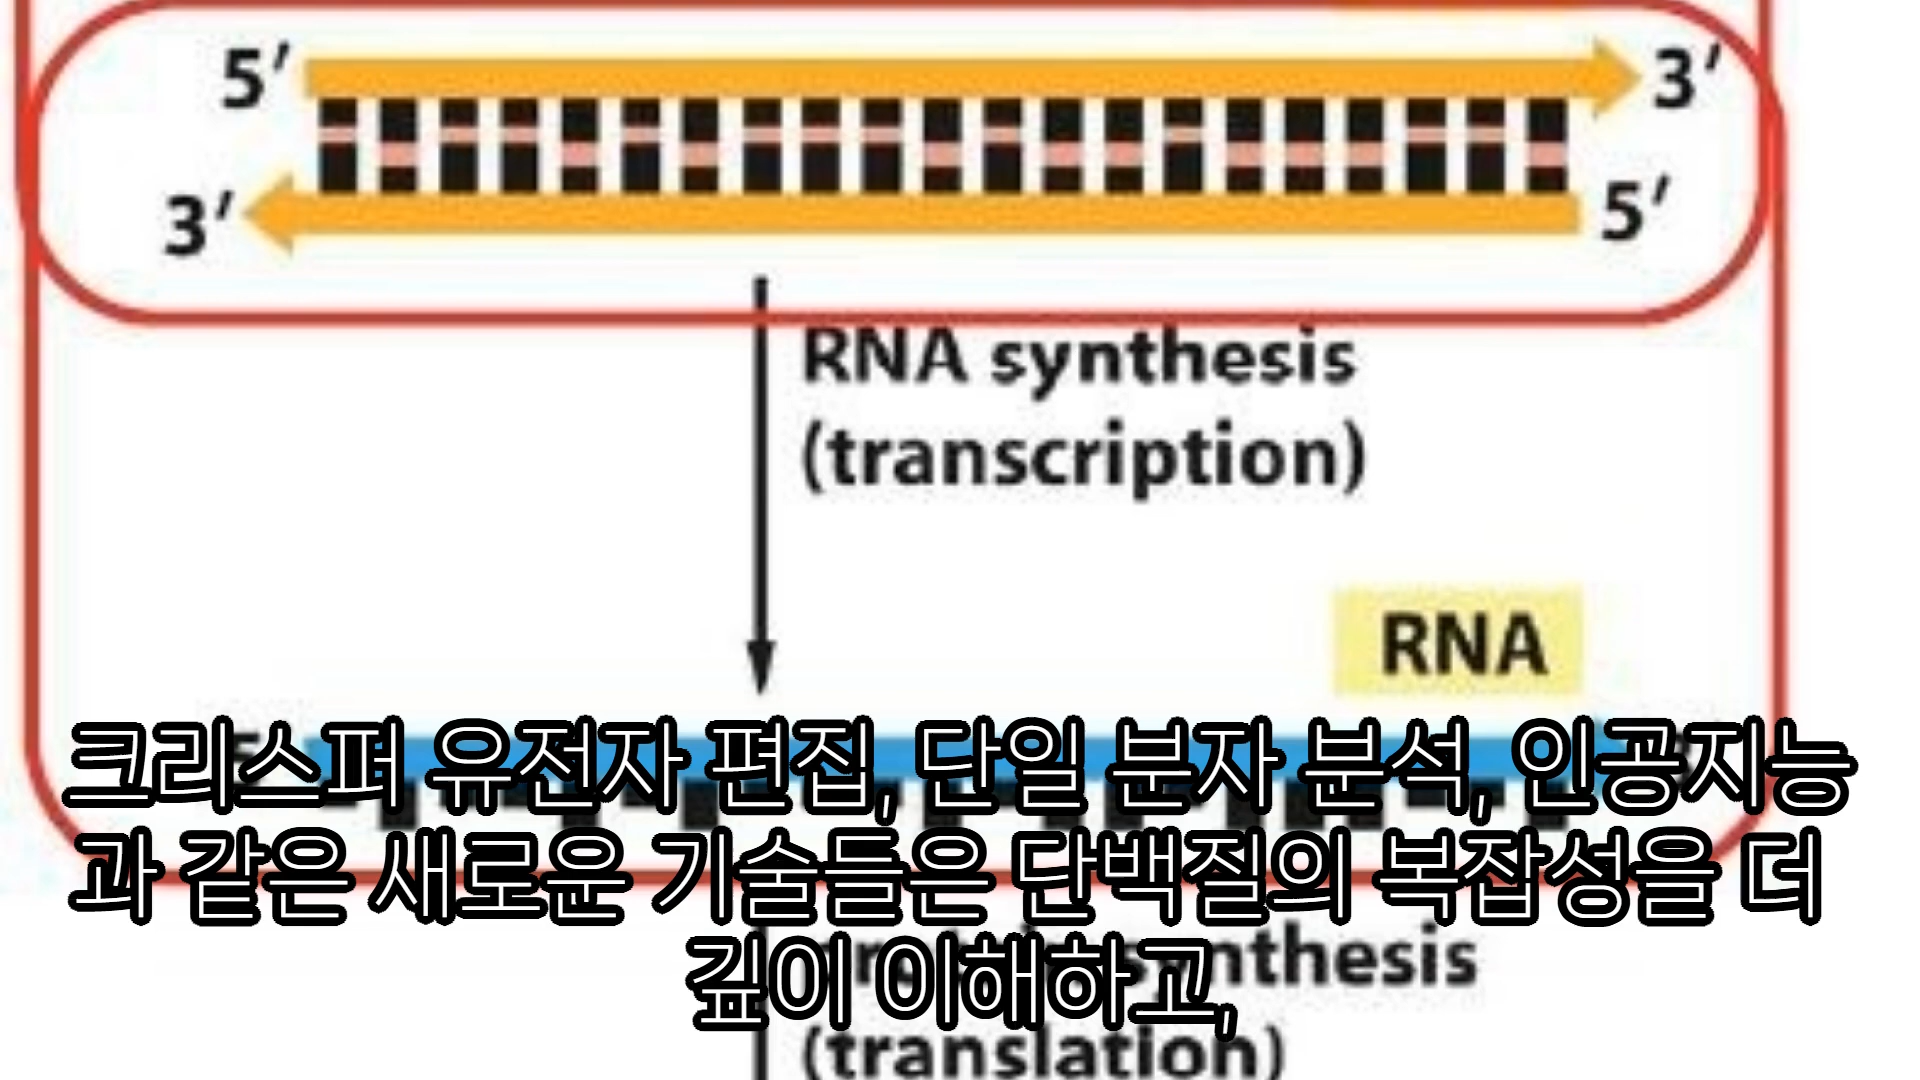 5′ 3′
3′ 5′
RNA synthesis
(transcription)
RNA
크리스퍼 유전자 편집, 단일 분자 분석, 인공지능
과 같은 새로운 기술들은 단백질의 복잡성을 더
깊이 이해하고,
synthesis
(translation)